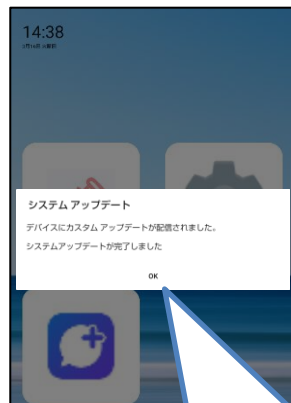 14:38
システム アップデート
デバイスにカスタム アップデートが配信されました。
システムアップデートが完了しました
OK